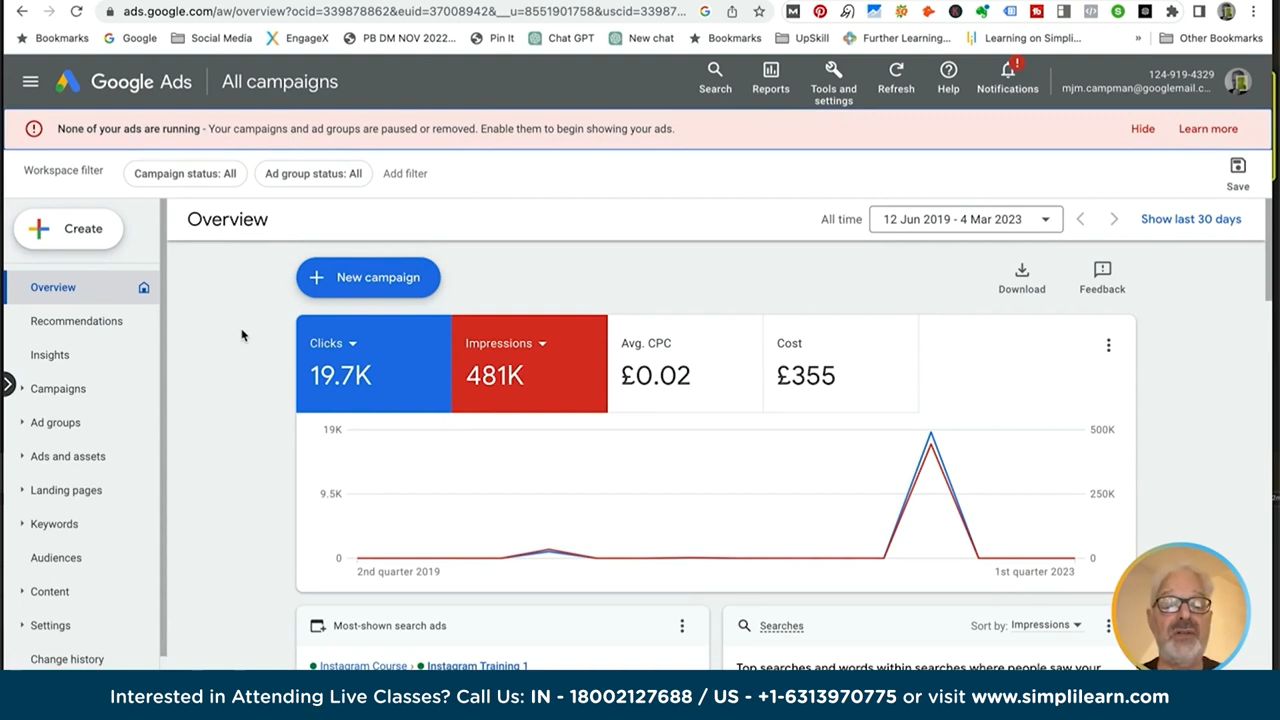 ads.google.com/aw/overview?ocid=339878862&euid=37008942&__u=8551901758&uscid=33987...
Bookmarks Google Social Media EngageX PB DM NOV 2022... Pin It Chat GPT New chat Bookmarks UpSkill Further Learning... Learning on Simpli... » Other Bookmarks
Google Ads All campaigns
Search Reports Tools and settings Refresh Help Notifications
124-919-4329
mjm.campman@googlemail.c...
None of your ads are running - Your campaigns and ad groups are paused or removed. Enable them to begin showing your ads. Hide Learn more
Workspace filter Campaign status: All Ad group status: All Add filter
Save
Create
Overview All time 12 Jun 2019 - 4 Mar 2023 Show last 30 days
Overview
Recommendations
Insights
Campaigns
Ad groups
Ads and assets
Landing pages
Keywords
Audiences
Content
Settings
Change history
+ New campaign
Download Feedback
Clicks Impressions Avg. CPC Cost
19.7K 481K £0.02 £355
19K 500K
9.5K 250K
0 0
2nd quarter 2019 1st quarter 2023
Most-shown search ads
Instagram Course › Instagram Training 1
Searches Sort by: Impressions
Top searches and words within searches where people saw your
Interested in Attending Live Classes? Call Us: IN - 18002127688 / US - +1-6313970775 or visit www.simplilearn.com